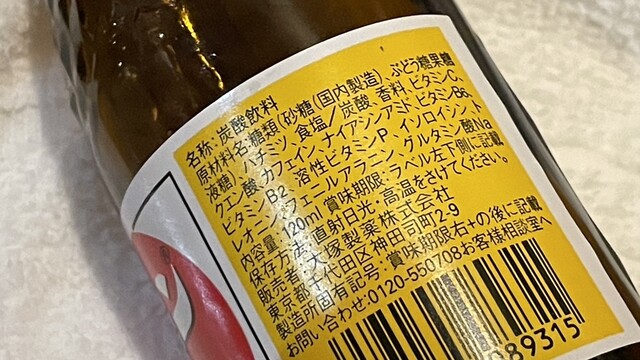 名称:炭酸飲料
原材料名:糖類(砂糖(国内製造)、ぶどう糖果糖
液糖)、ハチミツ、食塩/炭酸、香料、ビタミンC、
クエン酸、カフェイン、ナイアシンアミド、ビタミンB6、
ビタミンB2、溶性ビタミンP、イソロイシン、ト
レオニン、フェニルアラニン、グルタミン酸Na
内容量:120ml 賞味期限:ラベル左下側に記載
保存方法:直射日光・高温をさけてください。
販売者:大塚製薬株式会社
東京都千代田区神田司町2-9
製造所固有記号:賞味期限右+の後に記載
お問い合わせ:0120-550708お客様相談室へ
89315